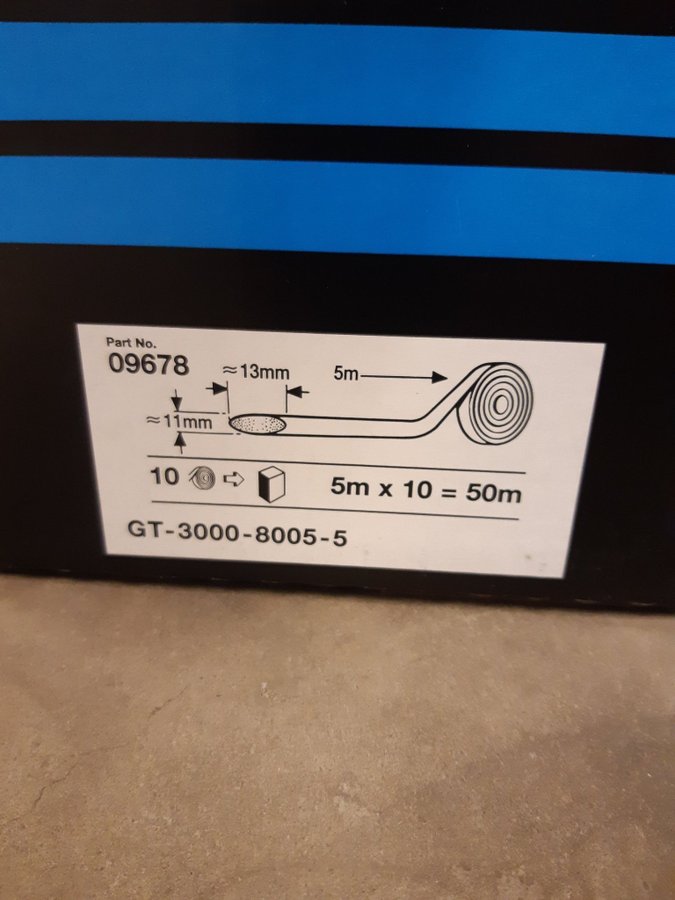 Part No.
09678
≈13mm
5m
≈11mm
10
5m x 10 = 50m
GT-3000-8005-5